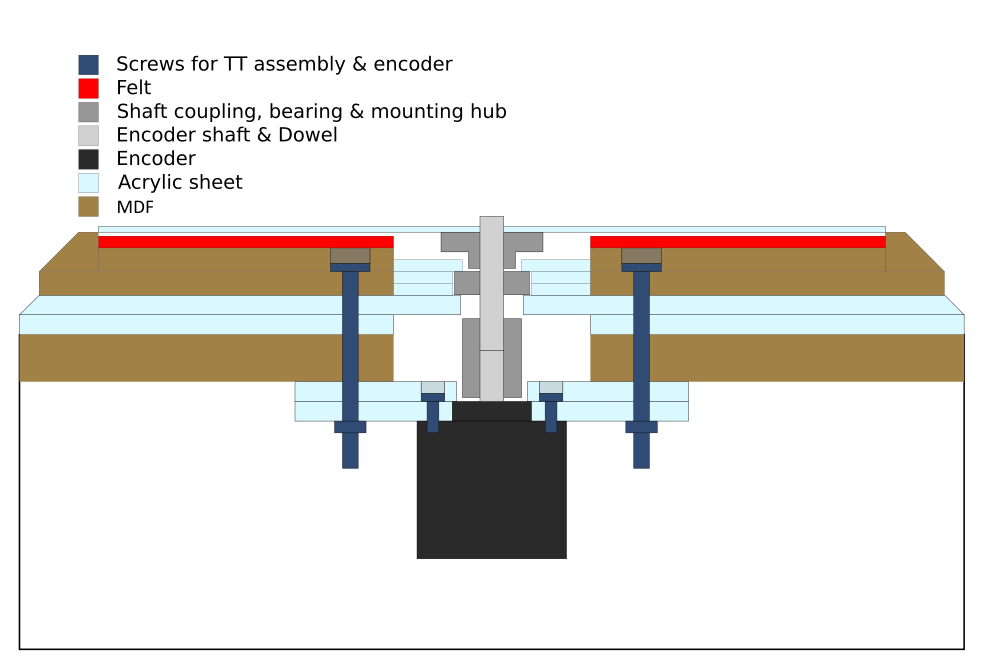 Screws for TT assembly & encoder
Felt
Shaft coupling, bearing & mounting hub
Encoder shaft & Dowel
Encoder
Acrylic sheet
MDF